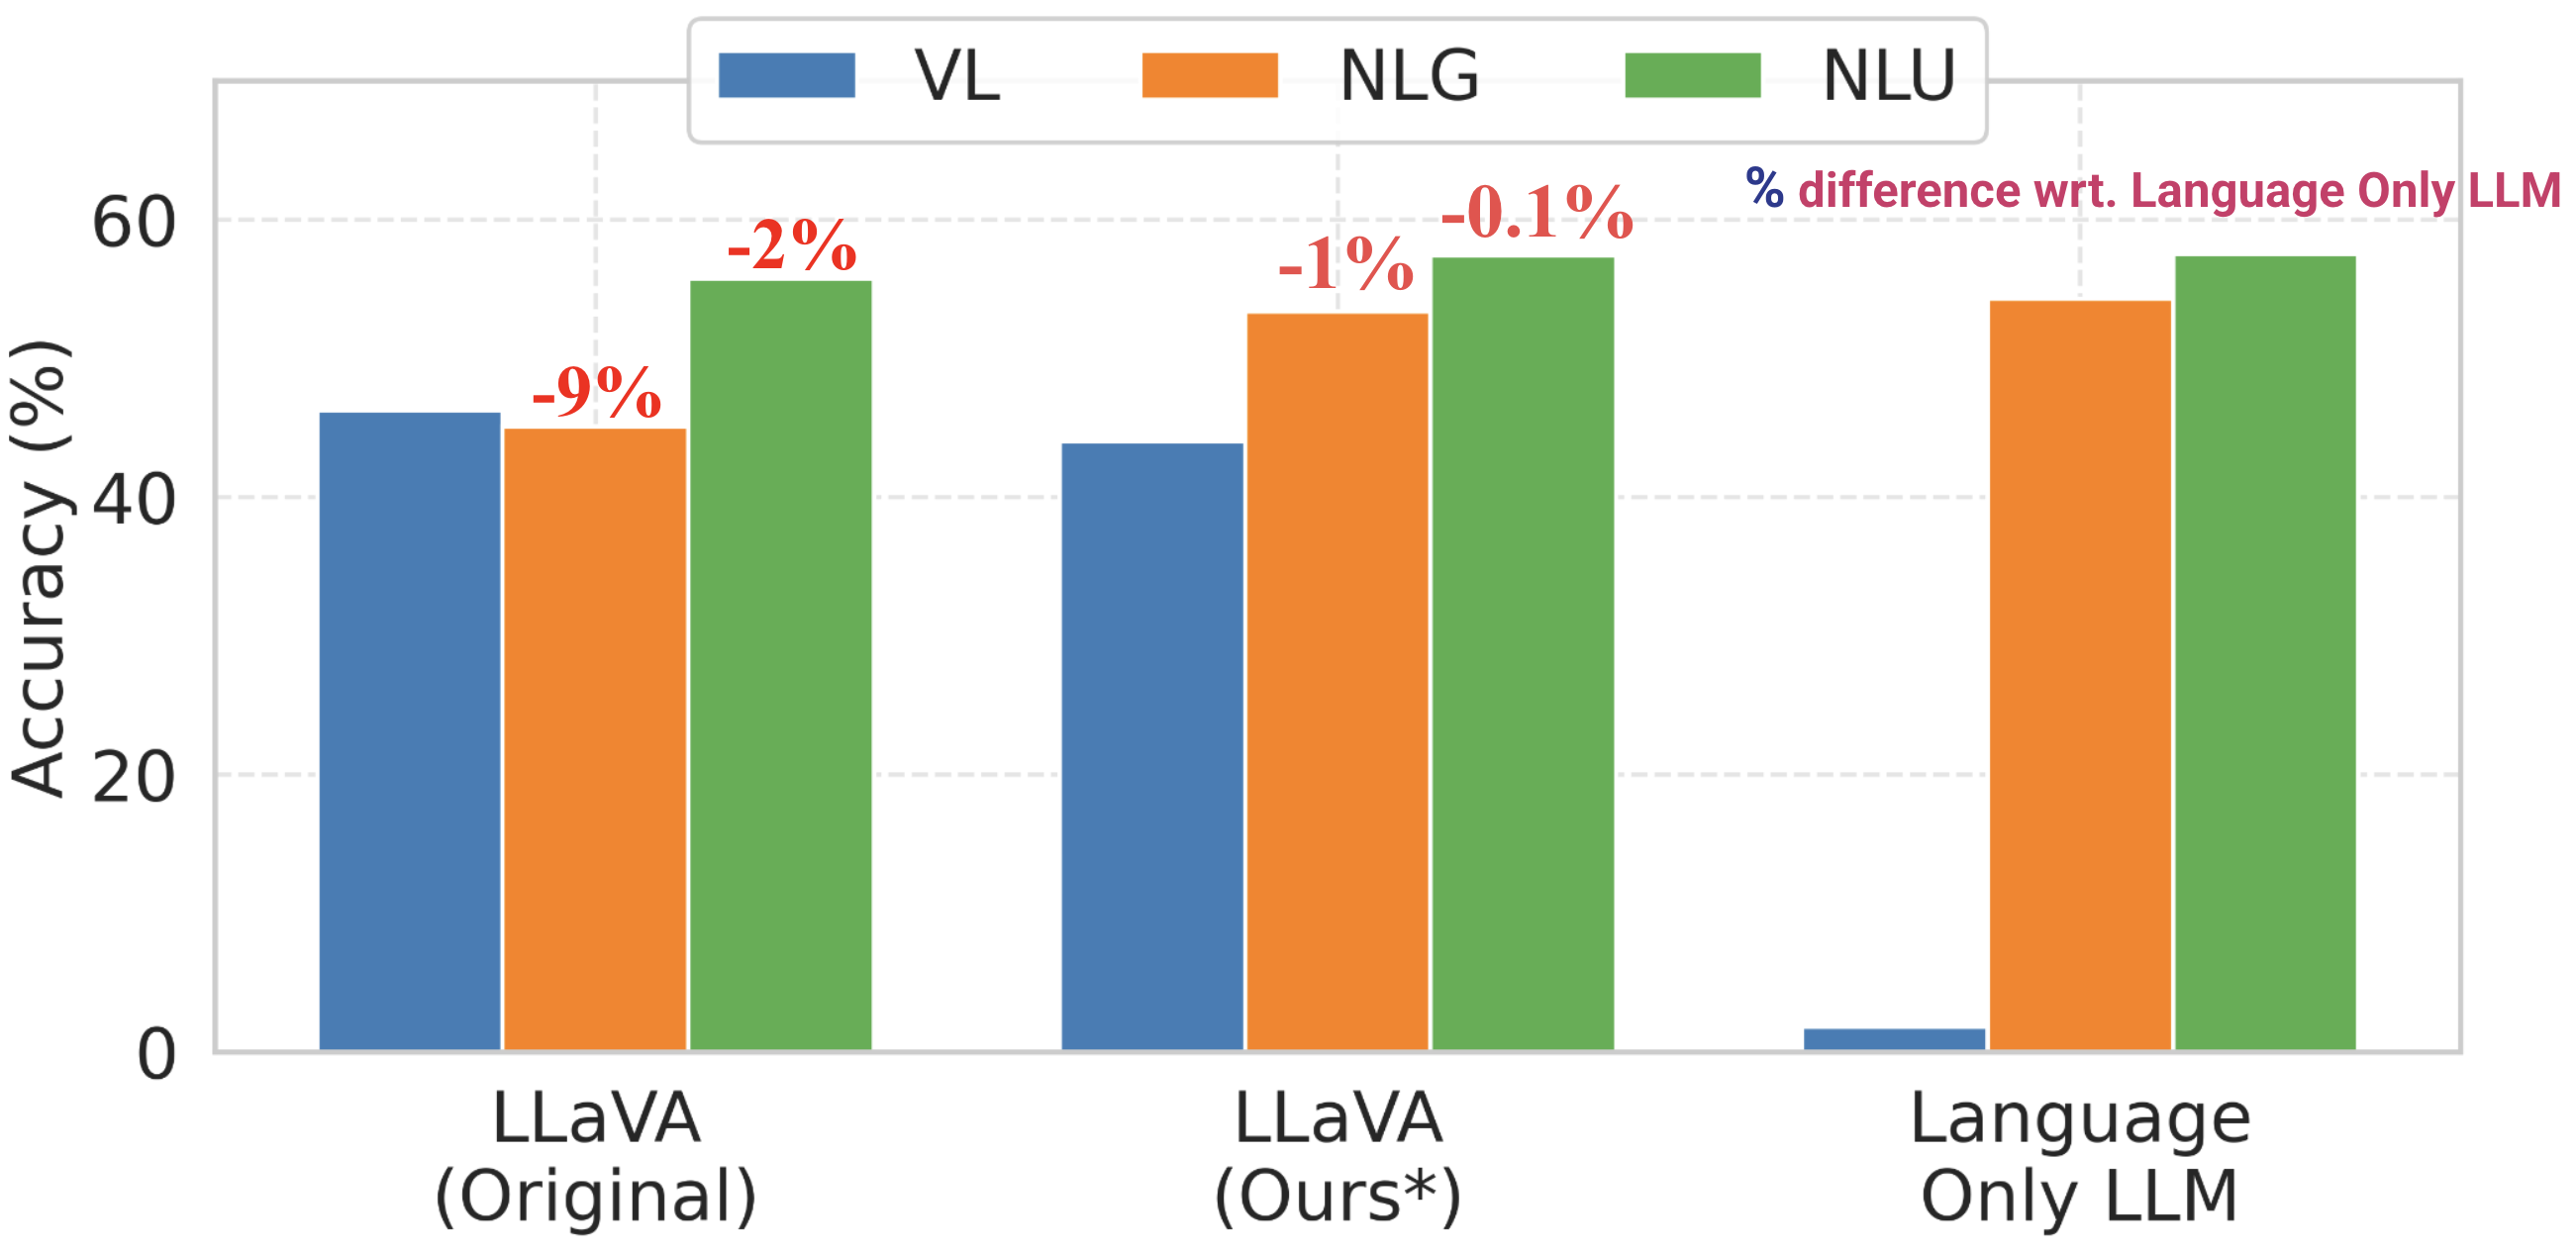 VL NLG NLU
% difference wrt. Language Only LLM
Accuracy (%)
60
40
20
0
-9%
-2%
-1%
-0.1%
LLaVA
(Original)
LLaVA
(Ours*)
Language
Only LLM